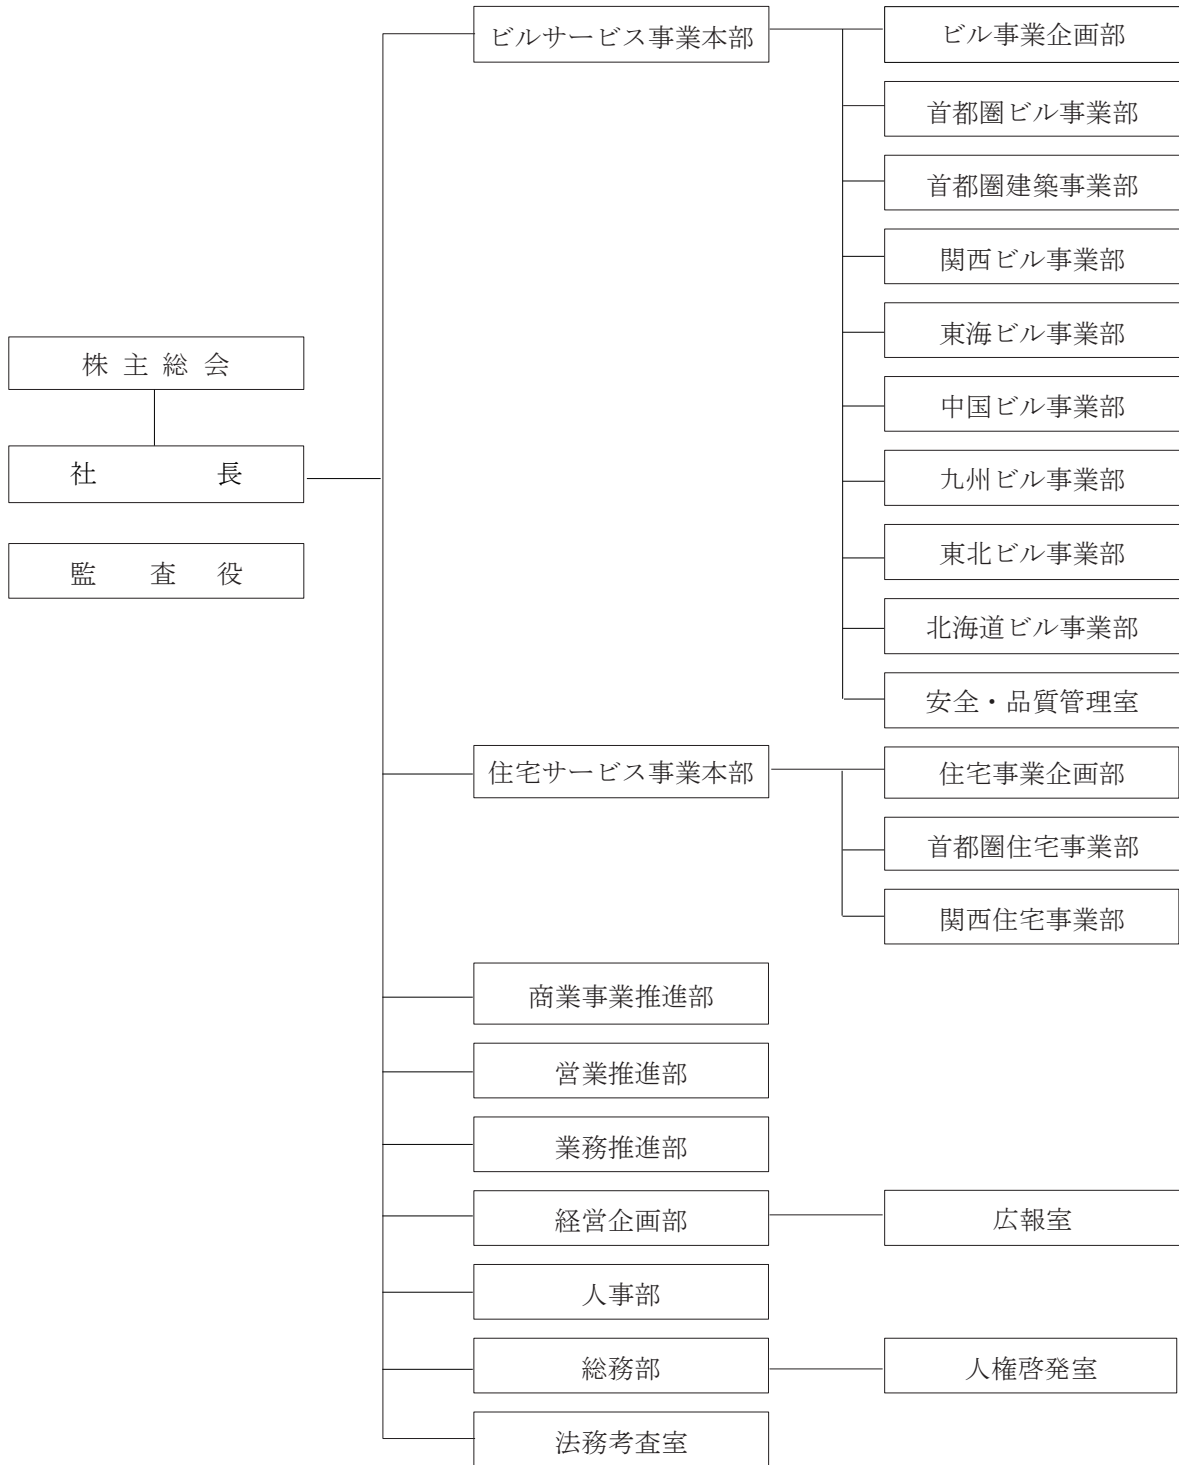 株主総会
社長
監査役
ビルサービス事業本部
ビル事業企画部
首都圏ビル事業部
首都圏建築事業部
関西ビル事業部
東海ビル事業部
中国ビル事業部
九州ビル事業部
東北ビル事業部
北海道ビル事業部
安全・品質管理室
住宅サービス事業本部
住宅事業企画部
首都圏住宅事業部
関西住宅事業部
商業事業推進部
営業推進部
業務推進部
経営企画部
広報室
人事部
総務部
人権啓発室
法務考査室